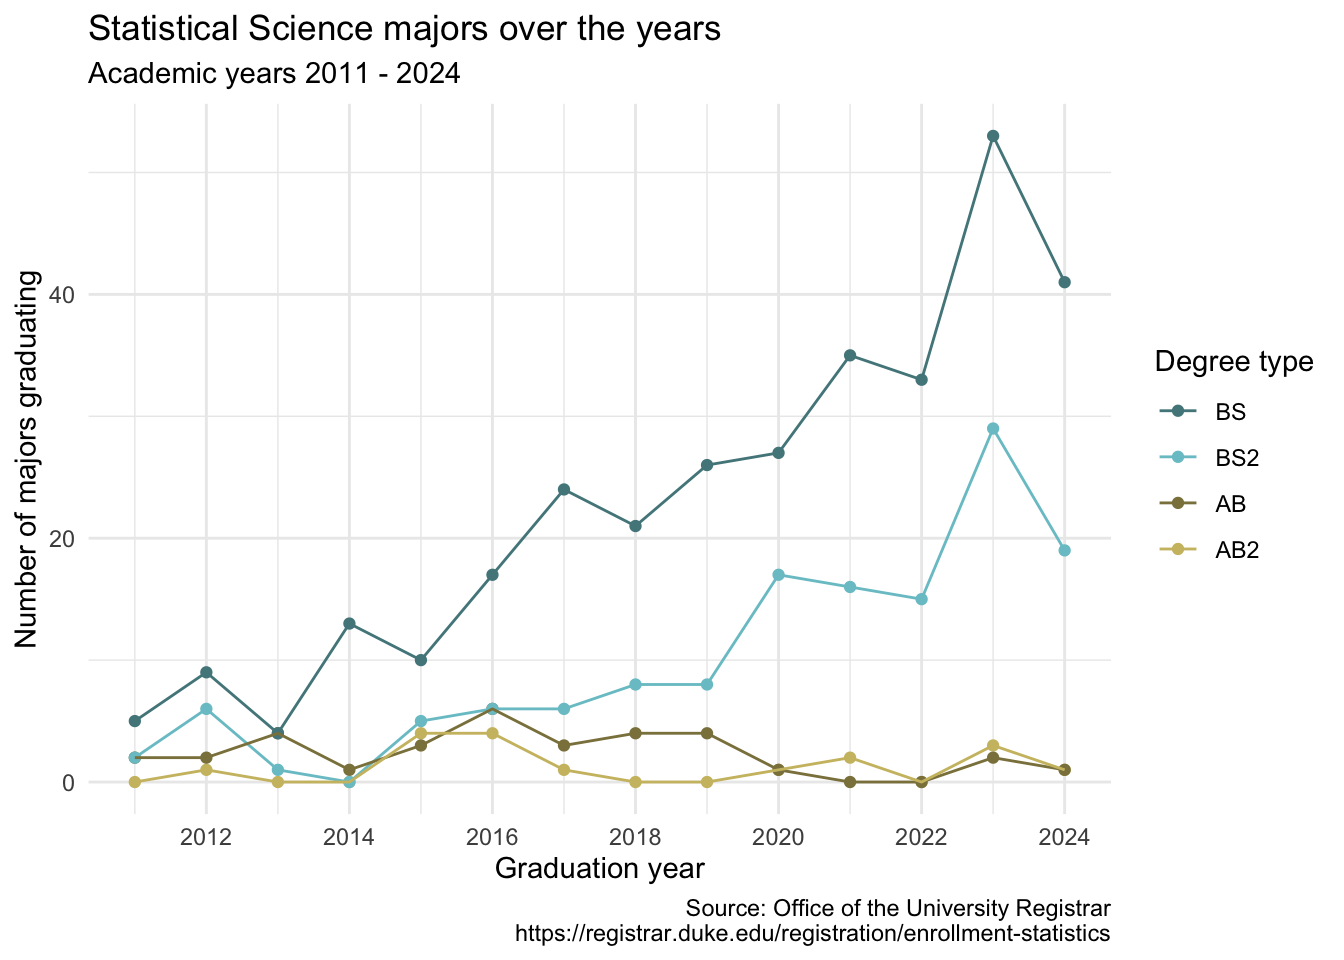 Statistical Science majors over the years
Academic years 2011 - 2024
Number of majors graduating
40
20
0
2012 2014 2016 2018 2020 2022 2024
Graduation year
Degree type
BS
BS2
AB
AB2
Source: Office of the University Registrar
https://registrar.duke.edu/registration/enrollment-statistics